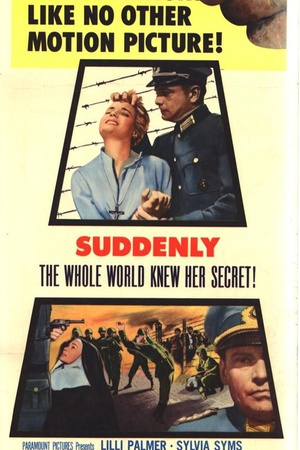 LIKE NO OTHER
MOTION PICTURE!
SUDDENLY
THE WHOLE WORLD KNEW HER SECRET!
PARAMOUNT PICTURES Presents LILLI PALMER · SYLVIA SYMS